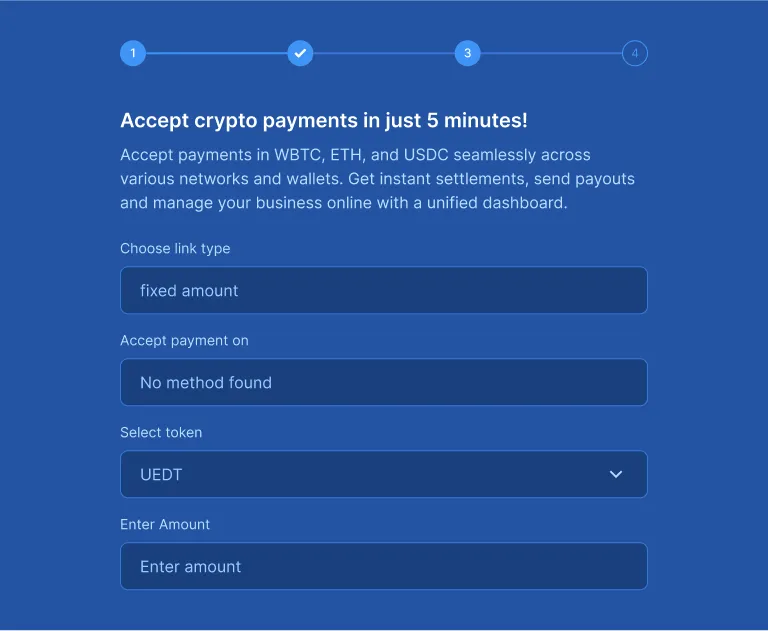 1 3 4
Accept crypto payments in just 5 minutes!
Accept payments in WBTC, ETH, and USDC seamlessly across
various networks and wallets. Get instant settlements, send payouts
and manage your business online with a unified dashboard.
Choose link type
fixed amount
Accept payment on
No method found
Select token
UEDT
Enter Amount
Enter amount